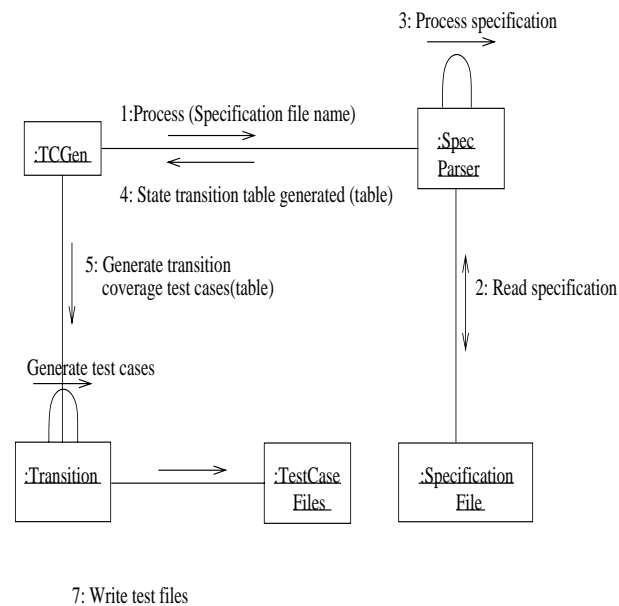 3: Process specification
1:Process (Specification file name)
:TCGen
:Spec
Parser
4: State transition table generated (table)
5: Generate transition
coverage test cases(table)
2: Read specification
Generate test cases
:Transition
:TestCase
Files
:Specification
File
7: Write test files